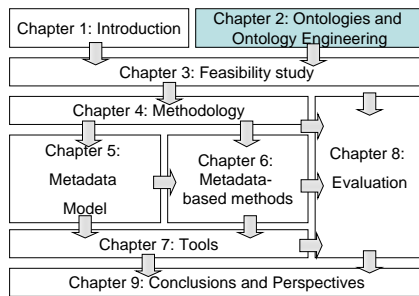 Chapter 1: Introduction
Chapter 2: Ontologies and
Ontology Engineering
Chapter 3: Feasibility study
Chapter 4: Methodology
Chapter 5:
Metadata
Model
Chapter 6:
Metadata-
based methods
Chapter 8:
Evaluation
Chapter 7: Tools
Chapter 9: Conclusions and Perspectives